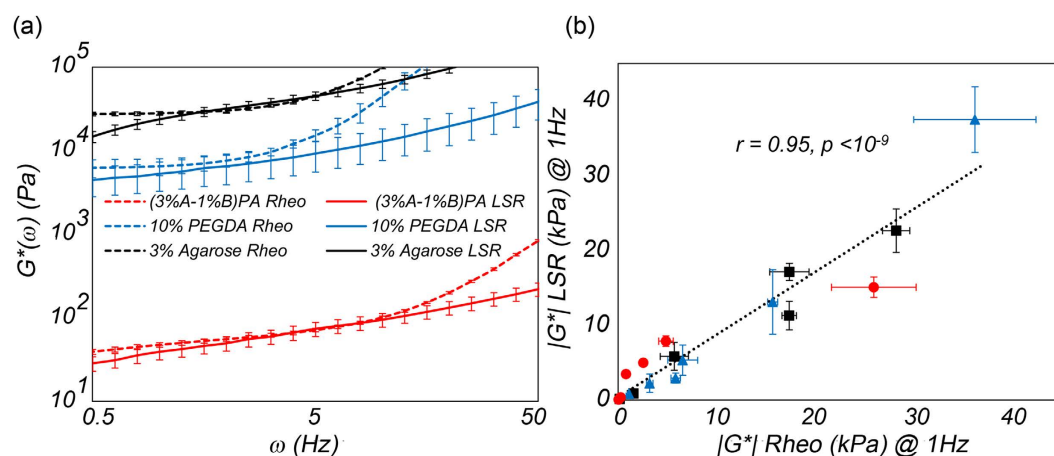 (a)
G*(ω) (Pa)
10^5
10^4
10^3
10^2
10^1
(3%A-1%B)PA Rheo
(3%A-1%B)PA LSR
10% PEGDA Rheo
10% PEGDA LSR
3% Agarose Rheo
3% Agarose LSR
0.5
5
50
ω (Hz)
(b)
|G*| LSR (kPa) @ 1Hz
40
30
20
10
0
r = 0.95, p <10^-9
0
10
20
30
40
|G*| Rheo (kPa) @ 1Hz